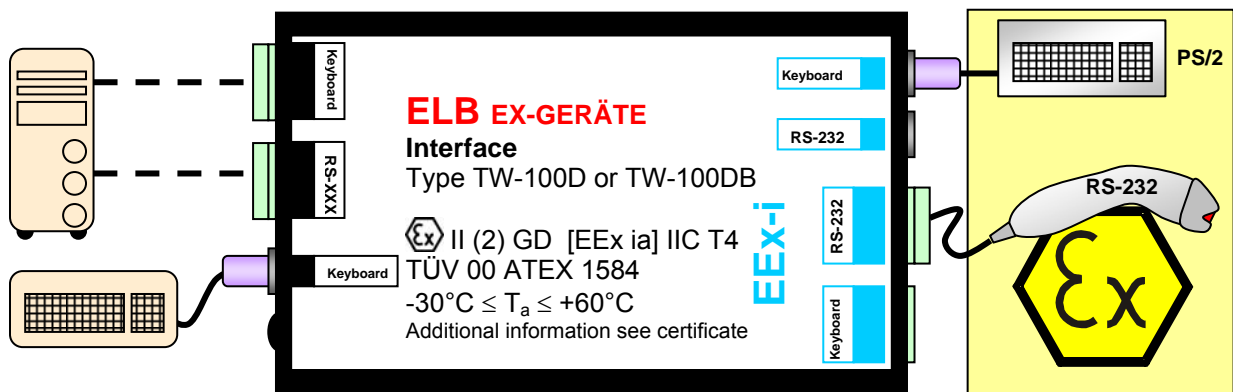 Keyboard
RS-XXX
Keyboard
ELB EX-GERÄTE
Interface
Type TW-100D or TW-100DB
Ex II (2) GD [EEx ia] IIC T4
TÜV 00 ATEX 1584
-30°C ≤ Ta ≤ +60°C
Additional information see certificate
EEx-i
Keyboard
RS-232
RS-232
Keyboard
PS/2
RS-232
Ex